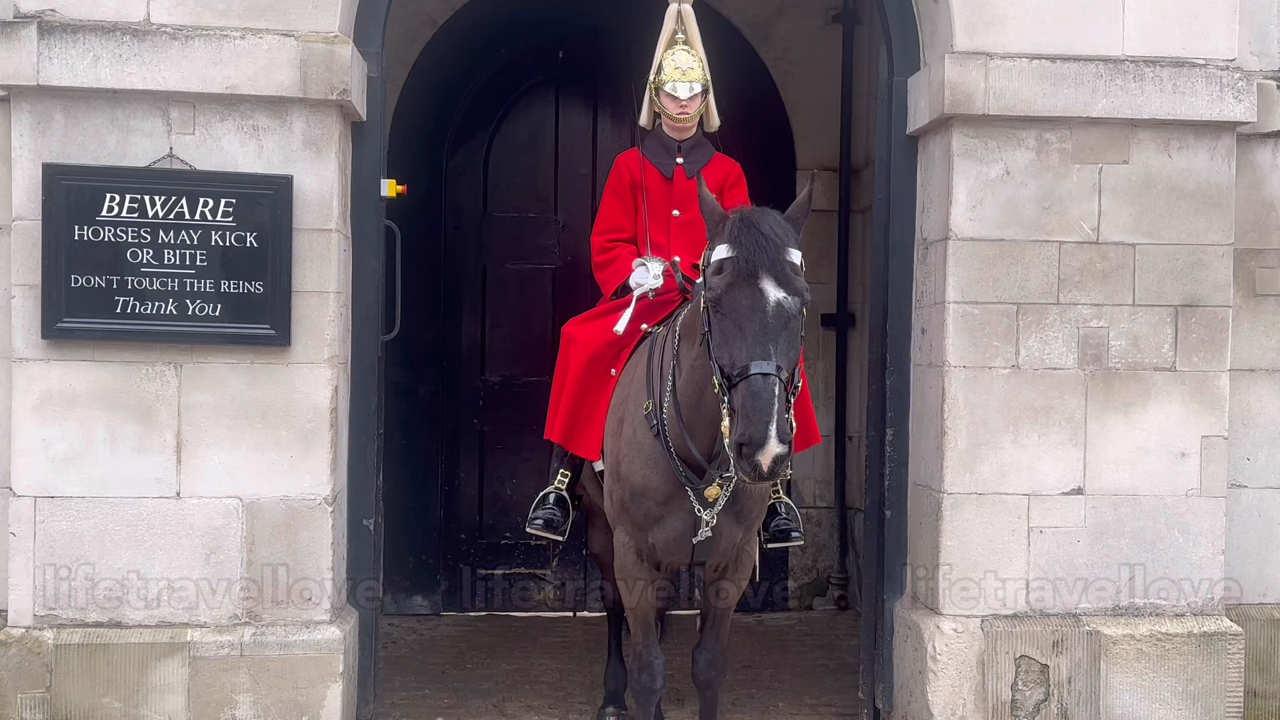 BEWARE
HORSES MAY KICK
OR BITE
DON'T TOUCH THE REINS
Thank You
lifetravellove lifetravellove lifetravellove